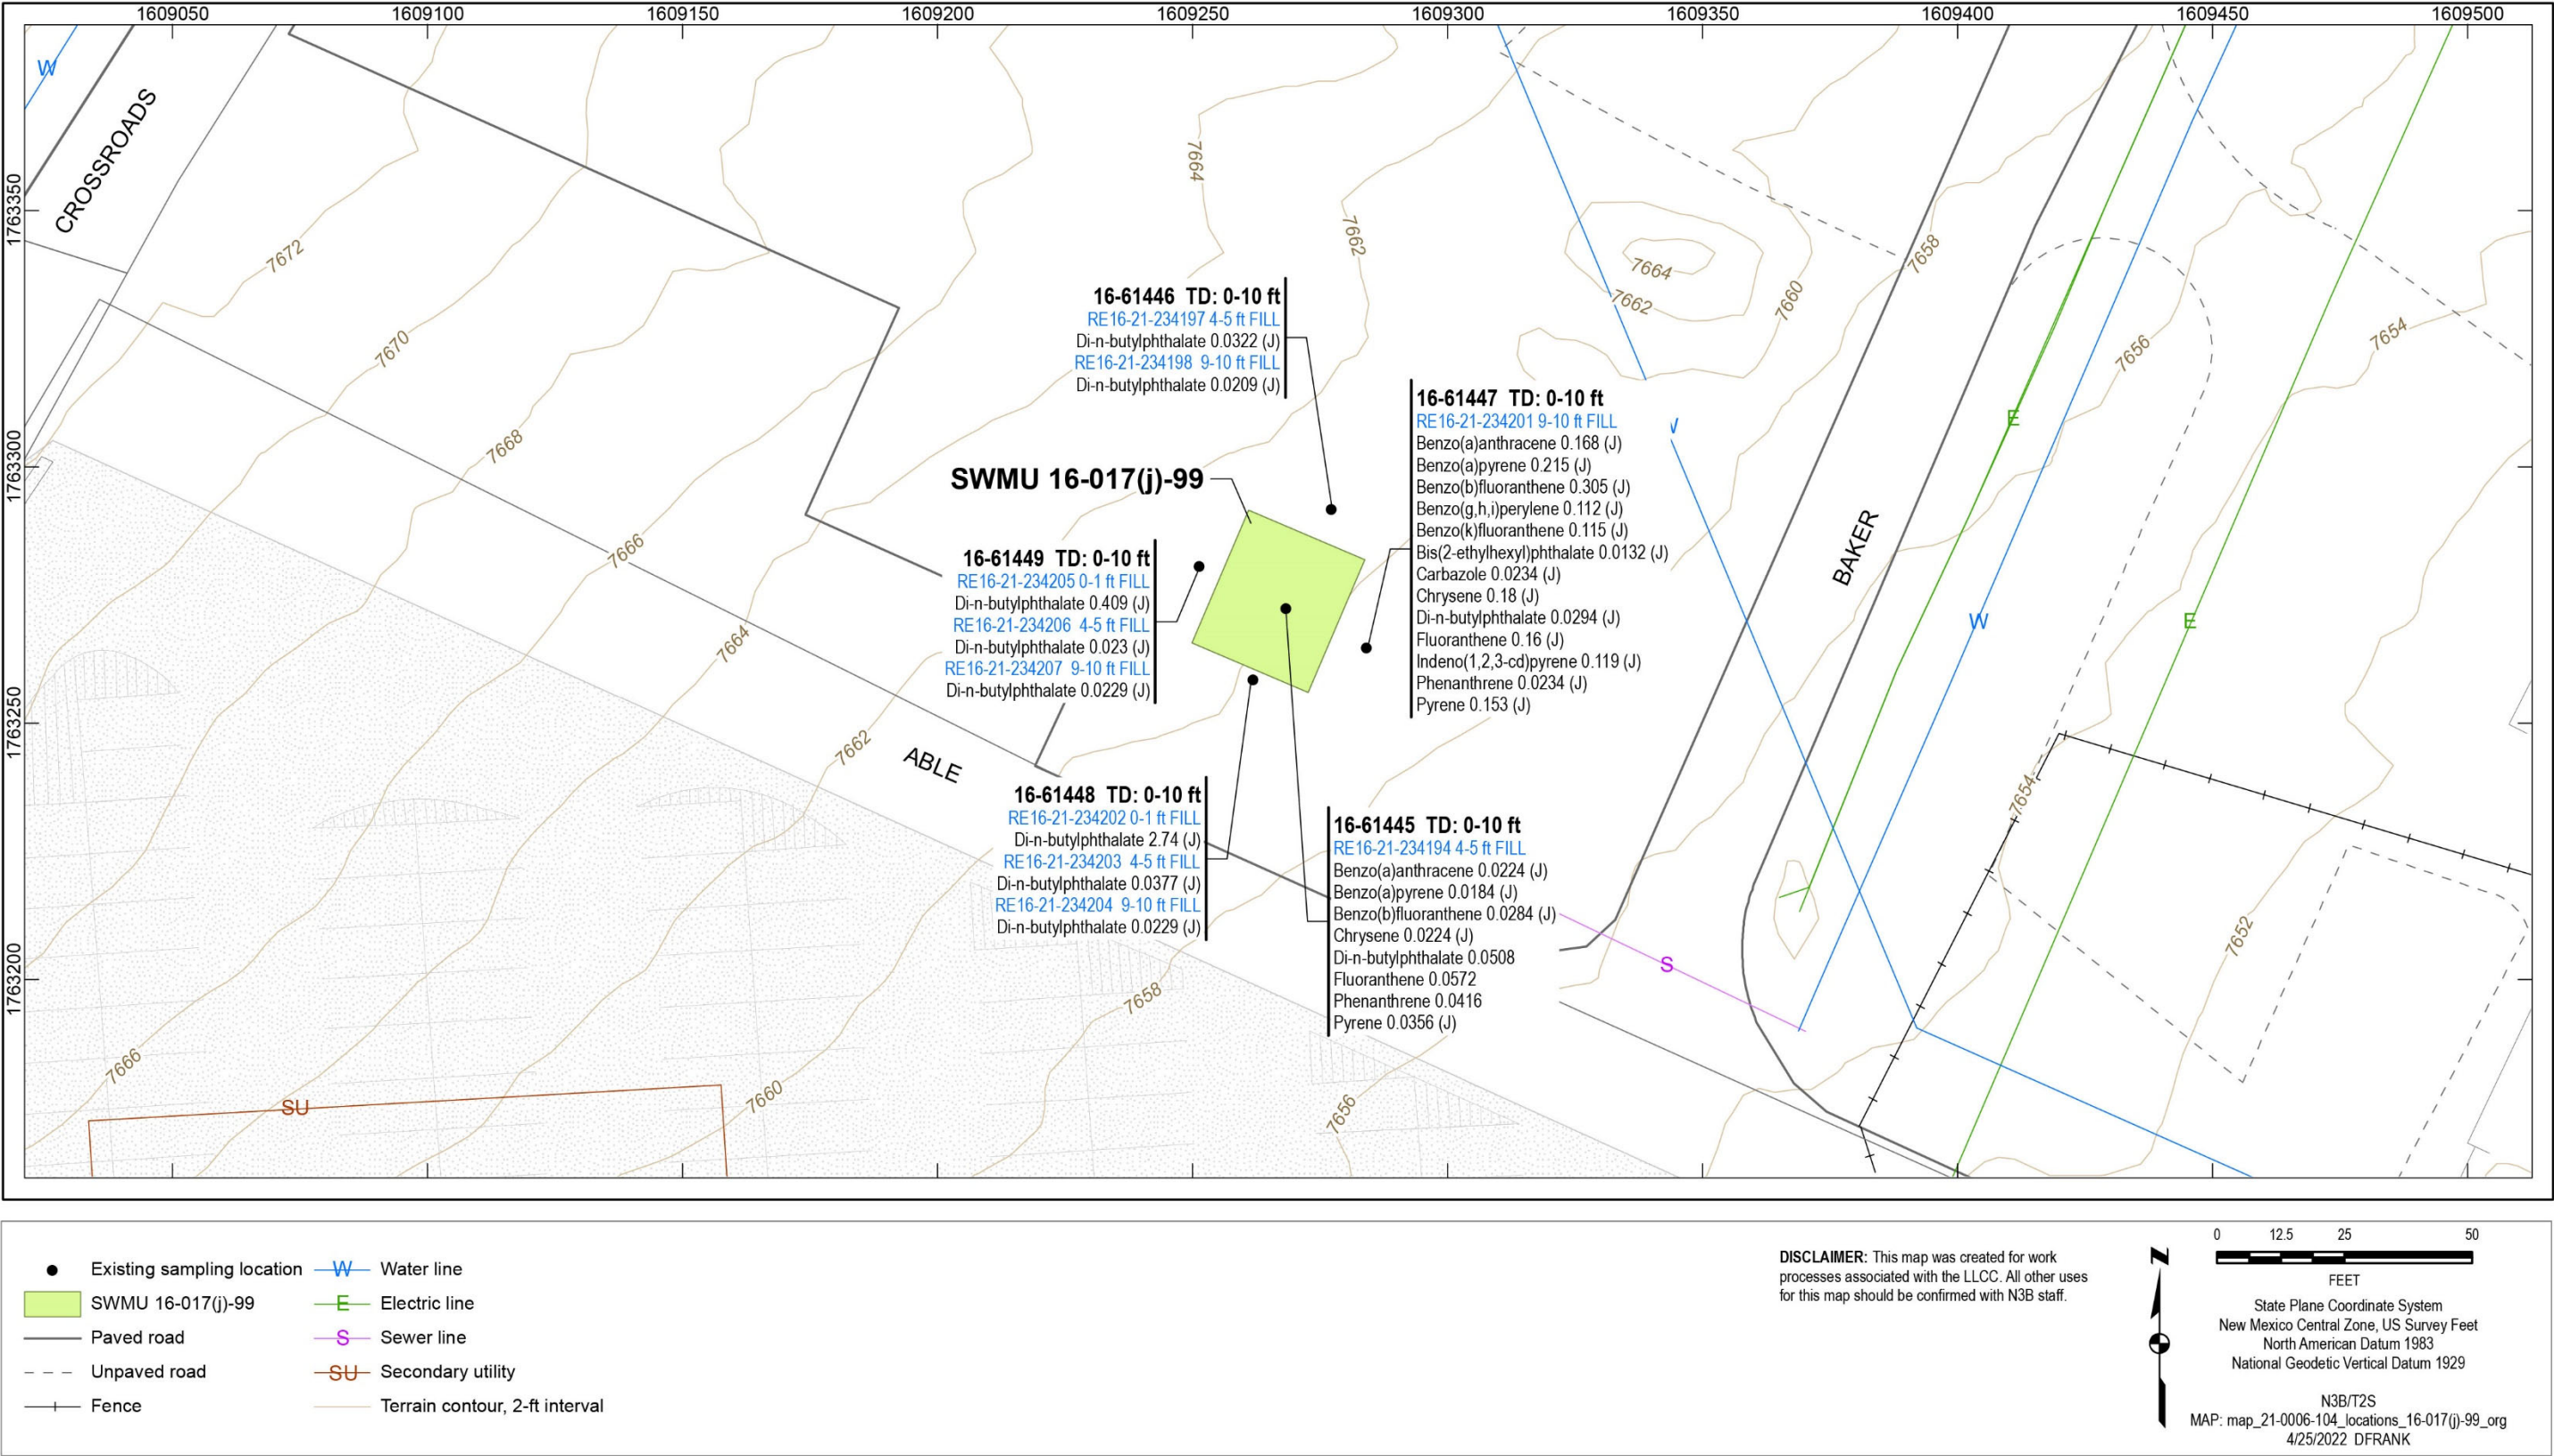 1609050 1609100 1609150 1609200 1609250 1609300 1609350 1609400 1609450 1609500
1763350
1763300
1763250
1763200
W
CROSSROADS
7672
7670
7668
7666
7664
7662
7664
7662
7664
7662
7660
7658
7656
7654
E
W
E
BAKER
ABLE
7654
7652
7666
7660
7658
7656
SU
S
16-61446 TD: 0-10 ft
RE16-21-234197 4-5 ft FILL
Di-n-butylphthalate 0.0322 (J)
RE16-21-234198 9-10 ft FILL
Di-n-butylphthalate 0.0209 (J)
SWMU 16-017(j)-99
16-61447 TD: 0-10 ft
RE16-21-234201 9-10 ft FILL
Benzo(a)anthracene 0.168 (J)
Benzo(a)pyrene 0.215 (J)
Benzo(b)fluoranthene 0.305 (J)
Benzo(g,h,i)perylene 0.112 (J)
Benzo(k)fluoranthene 0.115 (J)
Bis(2-ethylhexyl)phthalate 0.0132 (J)
Carbazole 0.0234 (J)
Chrysene 0.18 (J)
Di-n-butylphthalate 0.0294 (J)
Fluoranthene 0.16 (J)
Indeno(1,2,3-cd)pyrene 0.119 (J)
Phenanthrene 0.0234 (J)
Pyrene 0.153 (J)
16-61449 TD: 0-10 ft
RE16-21-234205 0-1 ft FILL
Di-n-butylphthalate 0.409 (J)
RE16-21-234206 4-5 ft FILL
Di-n-butylphthalate 0.023 (J)
RE16-21-234207 9-10 ft FILL
Di-n-butylphthalate 0.0229 (J)
16-61448 TD: 0-10 ft
RE16-21-234202 0-1 ft FILL
Di-n-butylphthalate 2.74 (J)
RE16-21-234203 4-5 ft FILL
Di-n-butylphthalate 0.0377 (J)
RE16-21-234204 9-10 ft FILL
Di-n-butylphthalate 0.0229 (J)
16-61445 TD: 0-10 ft
RE16-21-234194 4-5 ft FILL
Benzo(a)anthracene 0.0224 (J)
Benzo(a)pyrene 0.0184 (J)
Benzo(b)fluoranthene 0.0284 (J)
Chrysene 0.0224 (J)
Di-n-butylphthalate 0.0508
Fluoranthene 0.0572
Phenanthrene 0.0416
Pyrene 0.0356 (J)
Existing sampling location
SWMU 16-017(j)-99
Paved road
Unpaved road
Fence
W Water line
E Electric line
S Sewer line
SU Secondary utility
Terrain contour, 2-ft interval
DISCLAIMER: This map was created for work
processes associated with the LLCC. All other uses
for this map should be confirmed with N3B staff.
N
0 12.5 25 50
FEET
State Plane Coordinate System
New Mexico Central Zone, US Survey Feet
North American Datum 1983
National Geodetic Vertical Datum 1929
N3B/T2S
MAP: map_21-0006-104_locations_16-017(j)-99_org
4/25/2022 DFRANK